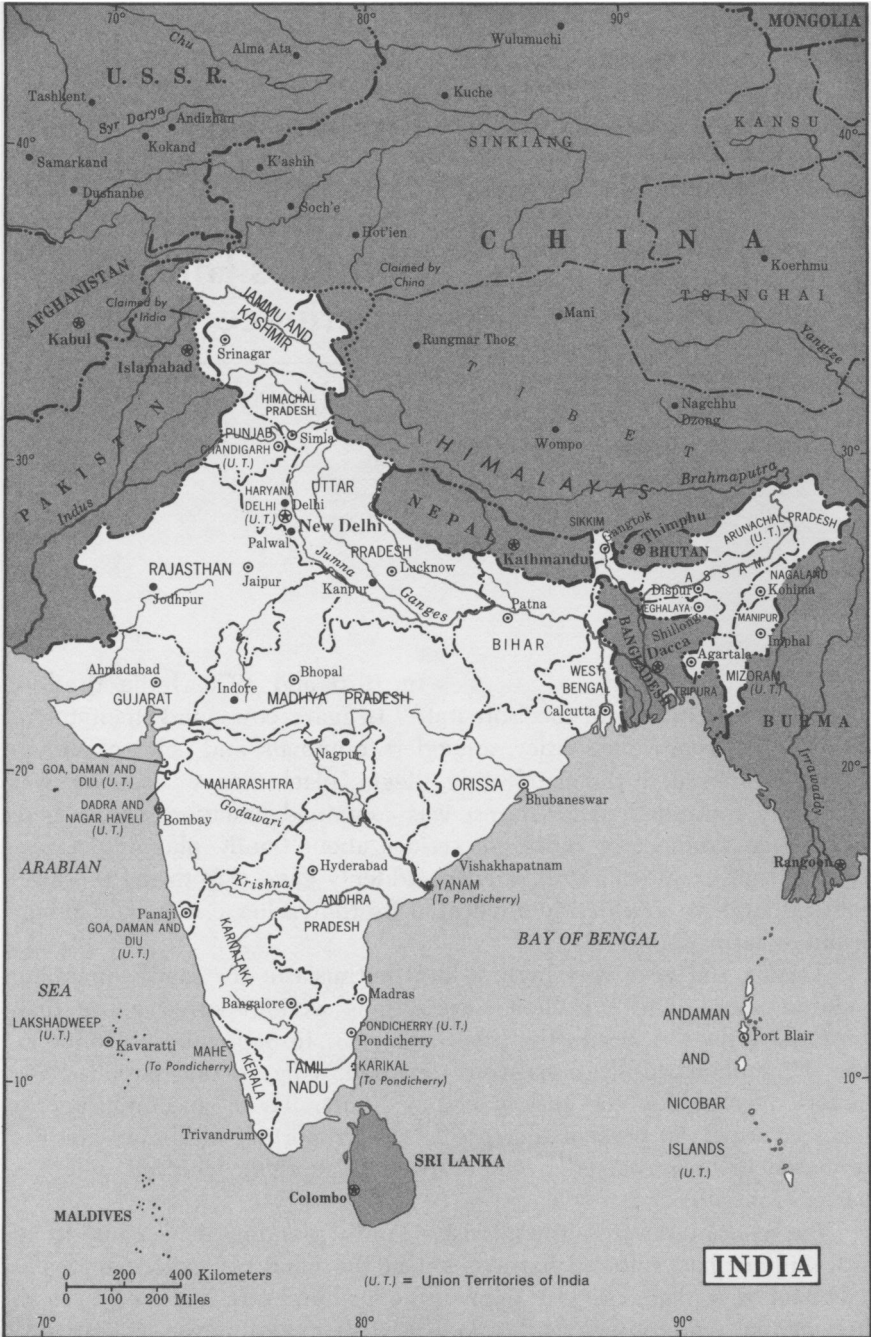 70°
80°
90°
MONGOLIA
Chu
Alma Ata
Wulumuchi
U. S. S. R.
Tashkent
Kuche
Syr Darya
Andizhan
KANSU
40°
Kokand
SINKIANG
40°
Samarkand
K'ashih
Dushanbe
Soch'e
Hot'ien
CHINA
AFGHANISTAN
Claimed by
China
Koerhmu
Claimed by
India
JAMMU AND
KASHMIR
TSINGHAI
Kabul
Mani
Srinagar
Rungmar Thog
Yangtze
Islamabad
TIBET
HIMACHAL
PRADESH
Nagchhu
Dzong
PAKISTAN
PUNJAB
Simla
Wompo
CHANDIGARH
(U. T.)
30°
HIMALAYAS
30°
Brahmaputra
Indus
HARYANA
UTTAR
DELHI
(U. T.)
Delhi
NEPAL
New Delhi
SIKKIM
Gangtok
Thimphu
ARUNACHAL PRADESH
(U. T.)
Palwal
Kathmandu
BHUTAN
Jumna
PRADESH
RAJASTHAN
Jaipur
Lucknow
ASSAM
NAGALAND
Jodhpur
Kanpur
Ganges
Dispur
Kohima
Patna
EGHALAYA
MANIPUR
BIHAR
BANGLADESH
Shillong
Imphal
Dacca
Ahmadabad
Bhopal
WEST
BENGAL
Agartala
MIZORAM
(U. T.)
GUJARAT
Indore
MADHYA PRADESH
TRIPURA
Calcutta
BURMA
Nagpur
Irrawaddy
20°
GOA, DAMAN AND
DIU (U. T.)
MAHARASHTRA
ORISSA
20°
DADRA AND
NAGAR HAVELI
(U. T.)
Bhubaneswar
Bombay
Godawari
ARABIAN
Hyderabad
Vishakhapatnam
Rangoon
Krishna
YANAM
(To Pondicherry)
ANDHRA
Panaji
GOA, DAMAN AND
DIU
(U. T.)
PRADESH
KARNATAKA
BAY OF BENGAL
SEA
Bangalore
Madras
LAKSHADWEEP
(U. T.)
ANDAMAN
Kavaratti
PONDICHERRY (U. T.)
Pondicherry
Port Blair
MAHE
(To Pondicherry)
AND
KERALA
TAMIL
NADU
KARIKAL
(To Pondicherry)
10°
10°
NICOBAR
Trivandrum
ISLANDS
(U. T.)
SRI LANKA
Colombo
MALDIVES
INDIA
0 200 400 Kilometers
0 100 200 Miles
(U. T.) = Union Territories of India
70°
80°
90°